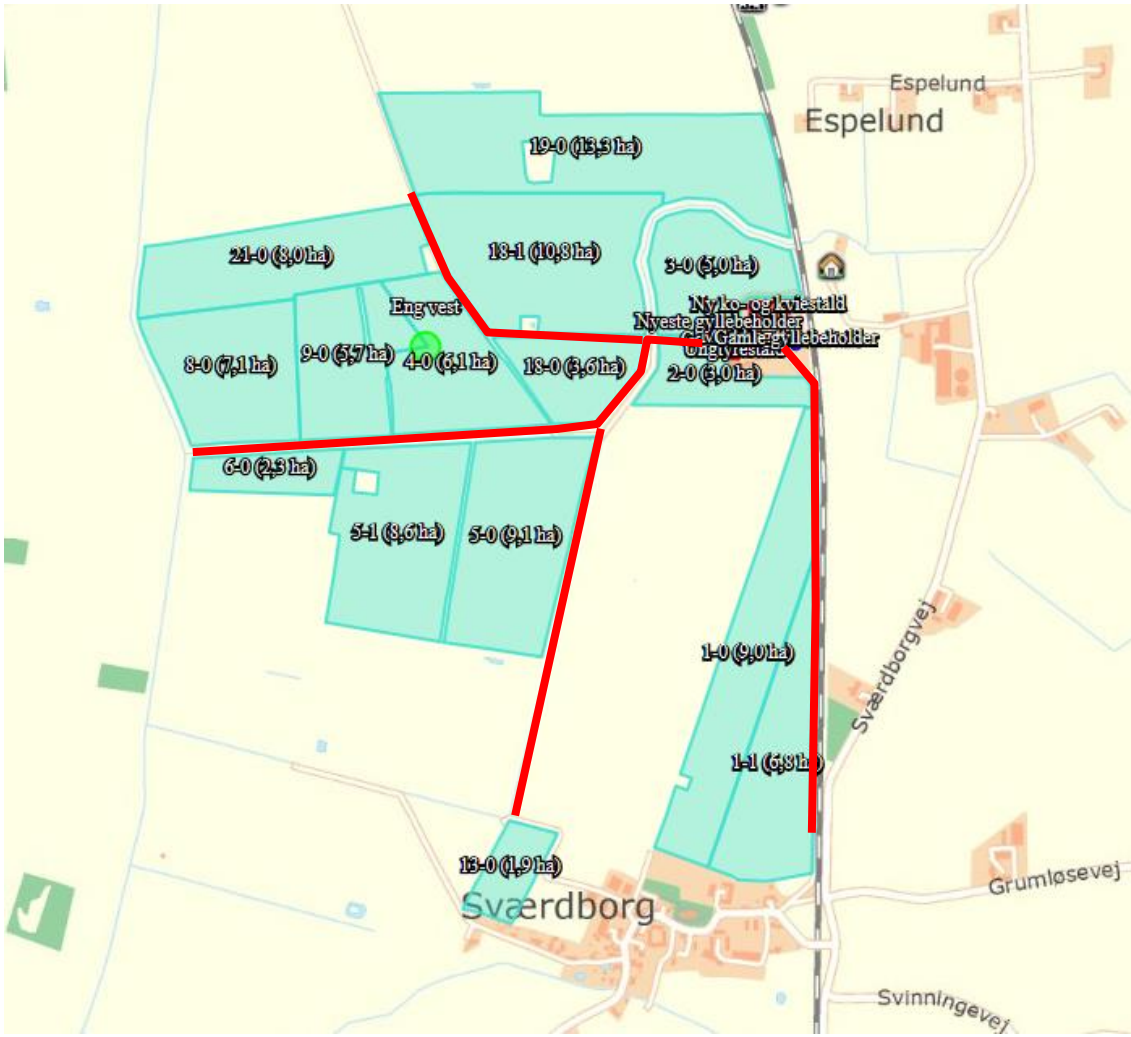 Espelund
Espelund
19-0 (13,3 ha)
21-0 (8,0 ha)
18-1 (10,8 ha)
3-0 (5,0 ha)
Eng vest
Ny ko- og kviestald
Nyeste gyllebeholder
Gamle gyllebeholder
Ungtyrestald
8-0 (7,1 ha)
9-0 (5,7 ha)
4-0 (6,1 ha)
18-0 (3,6 ha)
2-0 (3,0 ha)
6-0 (2,3 ha)
5-1 (8,6 ha)
5-0 (9,1 ha)
1-0 (9,0 ha)
Sværdborgvej
1-1 (6,8 ha)
13-0 (1,9 ha)
Sværdborg
Grumløsevej
Svinningevej